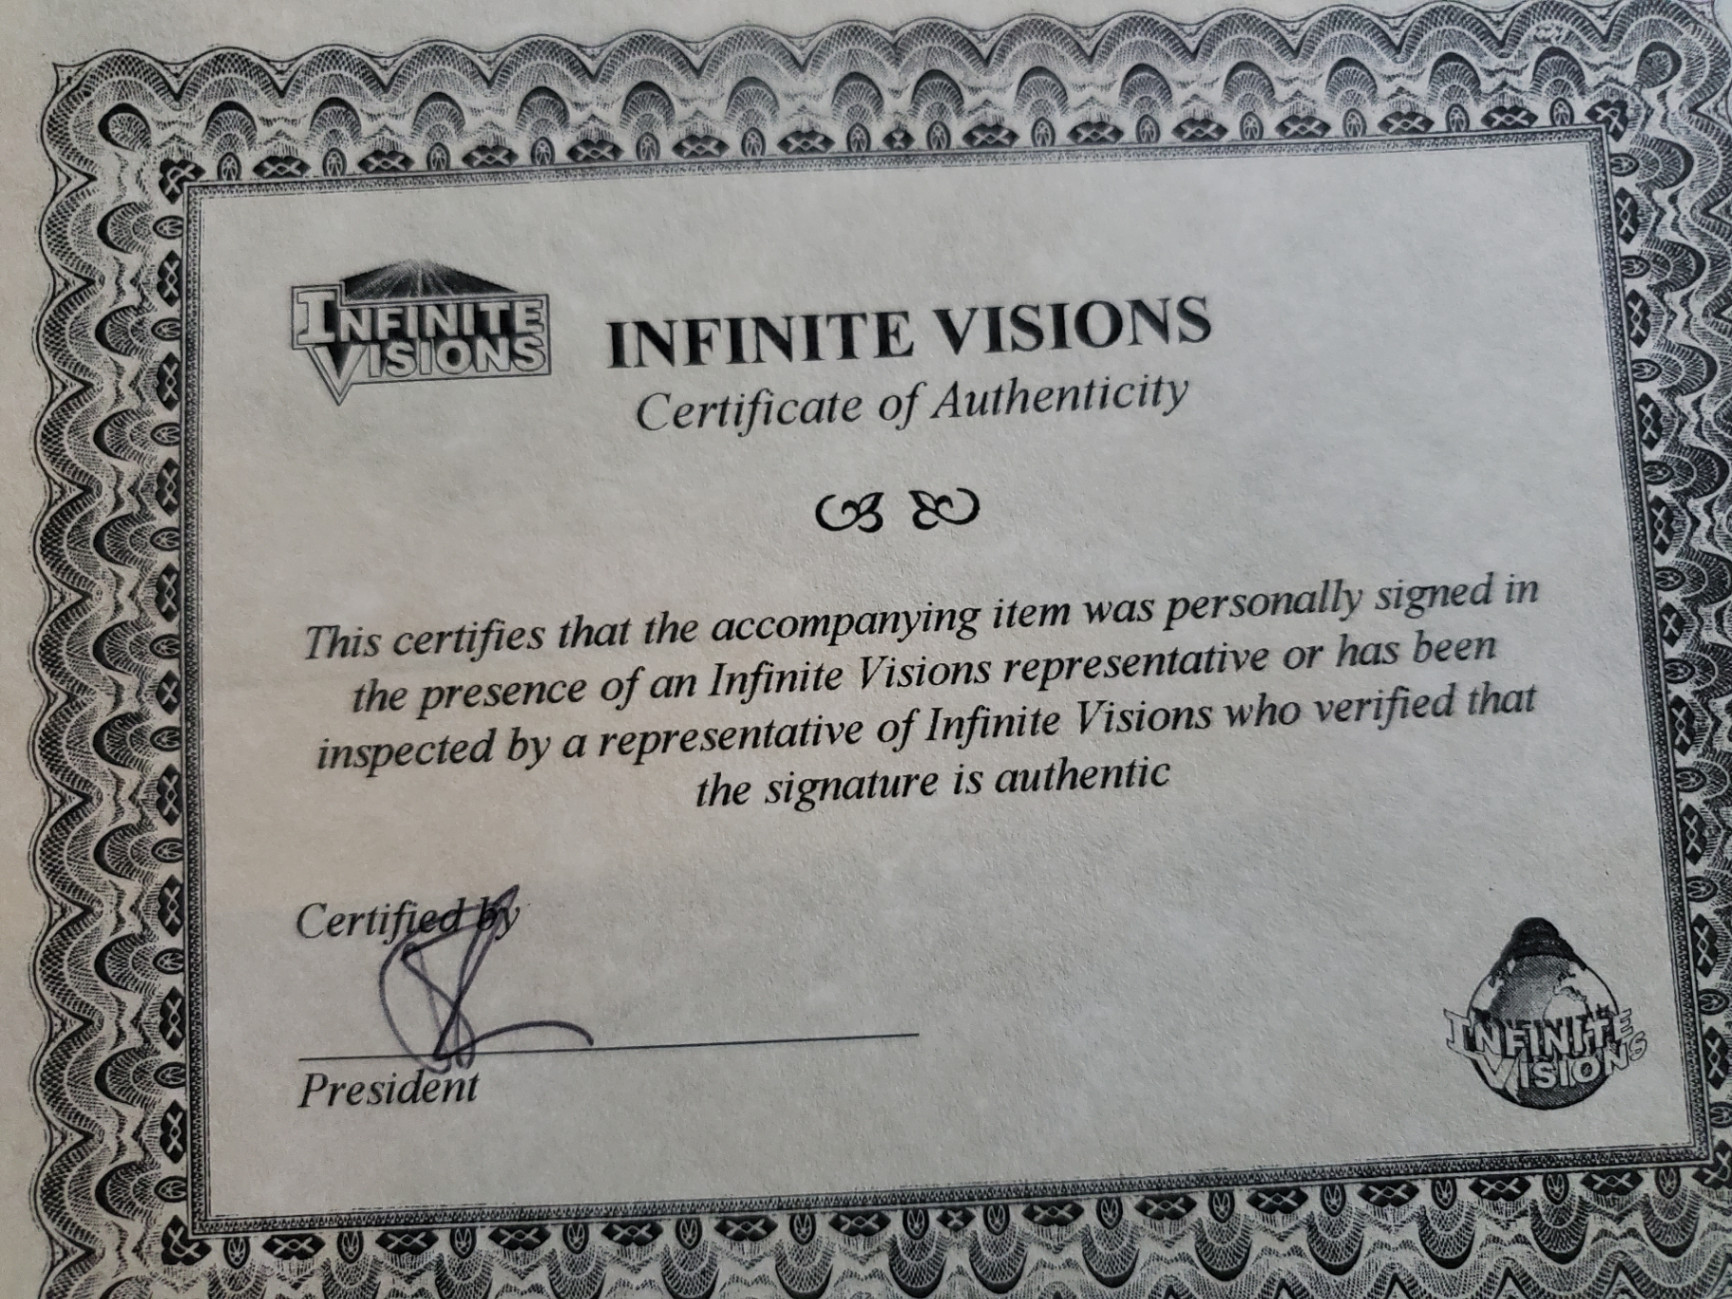 INFINITE
VISIONS
INFINITE VISIONS
Certificate of Authenticity
This certifies that the accompanying item was personally signed in
the presence of an Infinite Visions representative or has been
inspected by a representative of Infinite Visions who verified that
the signature is authentic
Certified by
President
INFINITE
VISIONS